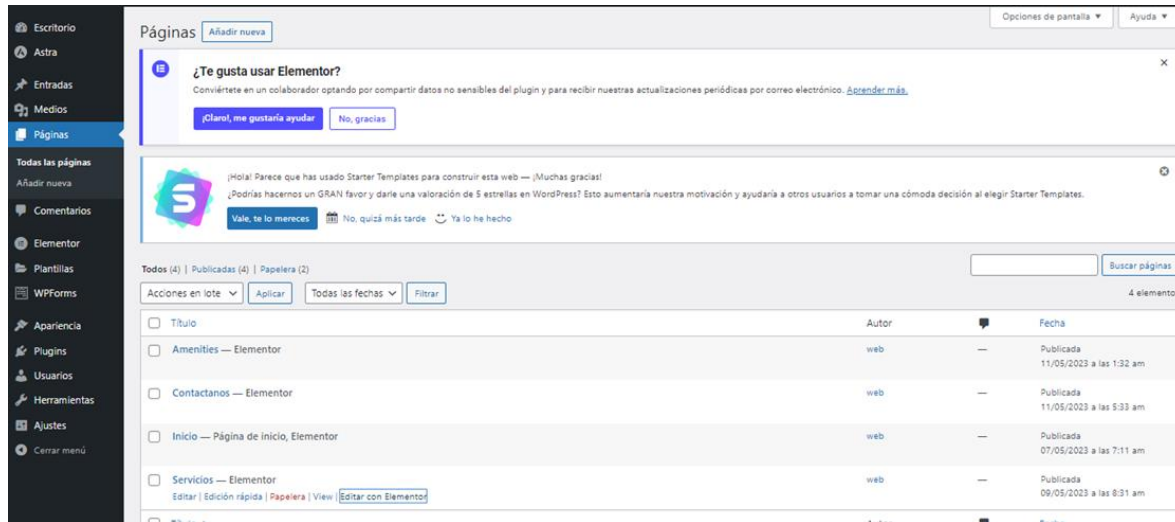 Opciones de pantalla
Ayuda
Escritorio
Astra
Entradas
Medios
Páginas
Todas las páginas
Añadir nueva
Comentarios
Elementor
Plantillas
WPForms
Apariencia
Plugins
Usuarios
Herramientas
Ajustes
Cerrar menú
Páginas Añadir nueva
¿Te gusta usar Elementor?
Conviértete en un colaborador optando por compartir datos no sensibles del plugin y para recibir nuestras actualizaciones periódicas por correo electrónico. Aprender más.
¡Claro!, me gustaría ayudar No, gracias
¡Hola! Parece que has usado Starter Templates para construir esta web — ¡Muchas gracias!
¿Podrías hacernos un GRAN favor y darle una valoración de 5 estrellas en WordPress? Esto aumentaría nuestra motivación y ayudaría a otros usuarios a tomar una cómoda decisión al elegir Starter Templates.
Vale, te lo mereces No, quizá más tarde Ya lo he hecho
Todos (4) | Publicadas (4) | Papelera (2)
Buscar páginas
Acciones en lote Aplicar Todas las fechas Filtrar
4 elemento
Título Autor Fecha
Amenities — Elementor web — Publicada
11/05/2023 a las 1:32 am
Contactanos — Elementor web — Publicada
11/05/2023 a las 5:33 am
Inicio — Página de inicio, Elementor web — Publicada
07/05/2023 a las 7:11 am
Servicios — Elementor web — Publicada
Editar | Edición rápida | Papelera | View | Editar con Elementor 09/05/2023 a las 8:31 am